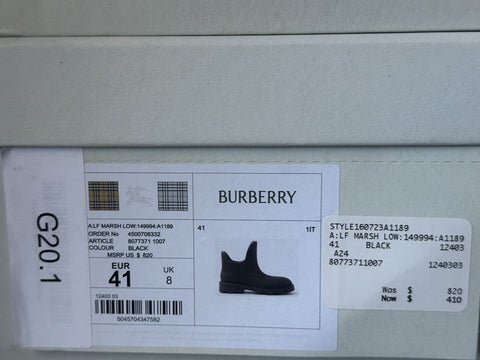 G20.1
BURBERRY
A:LF MARSH LOW:149994:A1189
ORDER No 4500708332
ARTICLE 8077371 1007
COLOUR BLACK
MSRP US $ 820
EUR
41
UK
8
41 1IT
12403 03
5045704347582
STYLE160723A1189
A:LF MARSH LOW:149994:A1189
41 BLACK 12403
A24
80773711007 1240303
Was $ 820
Now $ 410